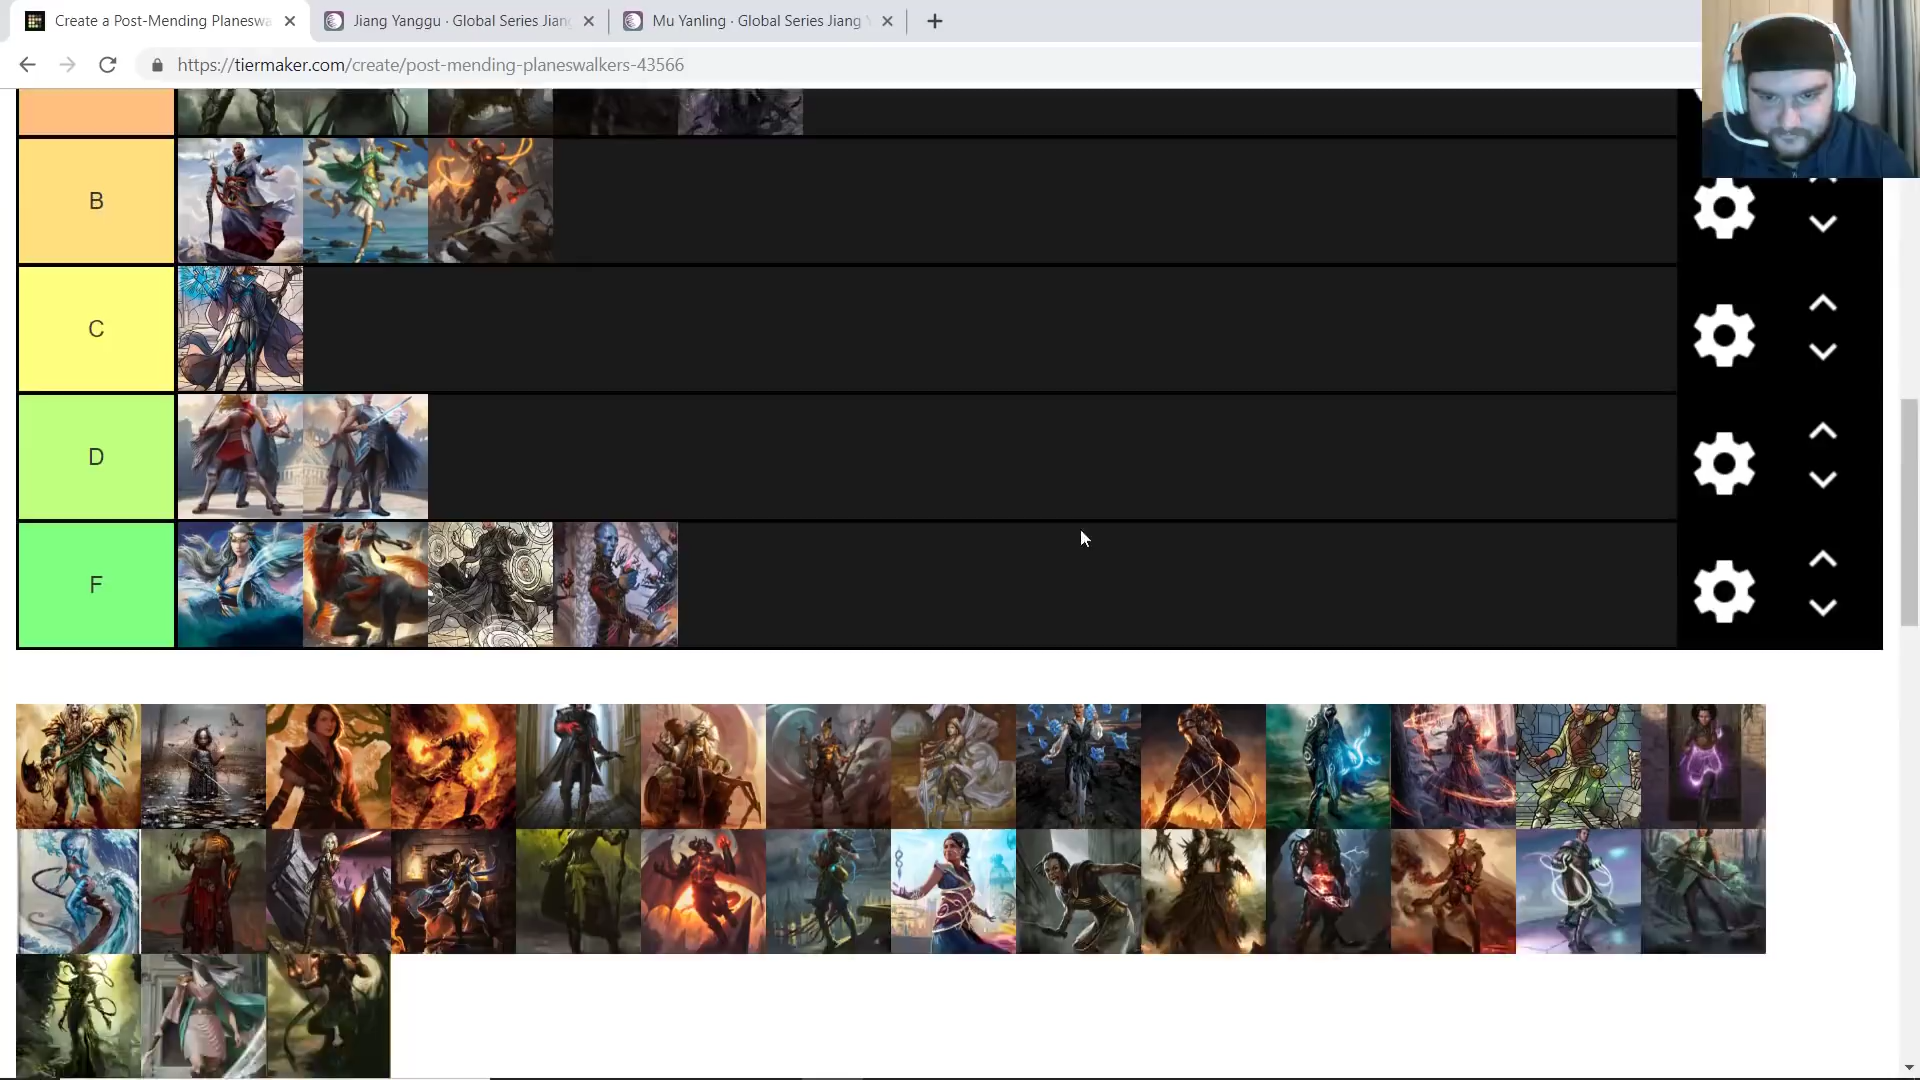 Create a Post-Mending Planeswa
Jiang Yanggu · Global Series Jiang
Mu Yanling · Global Series Jiang Y
https://tiermaker.com/create/post-mending-planeswalkers-43566
B
C
D
F